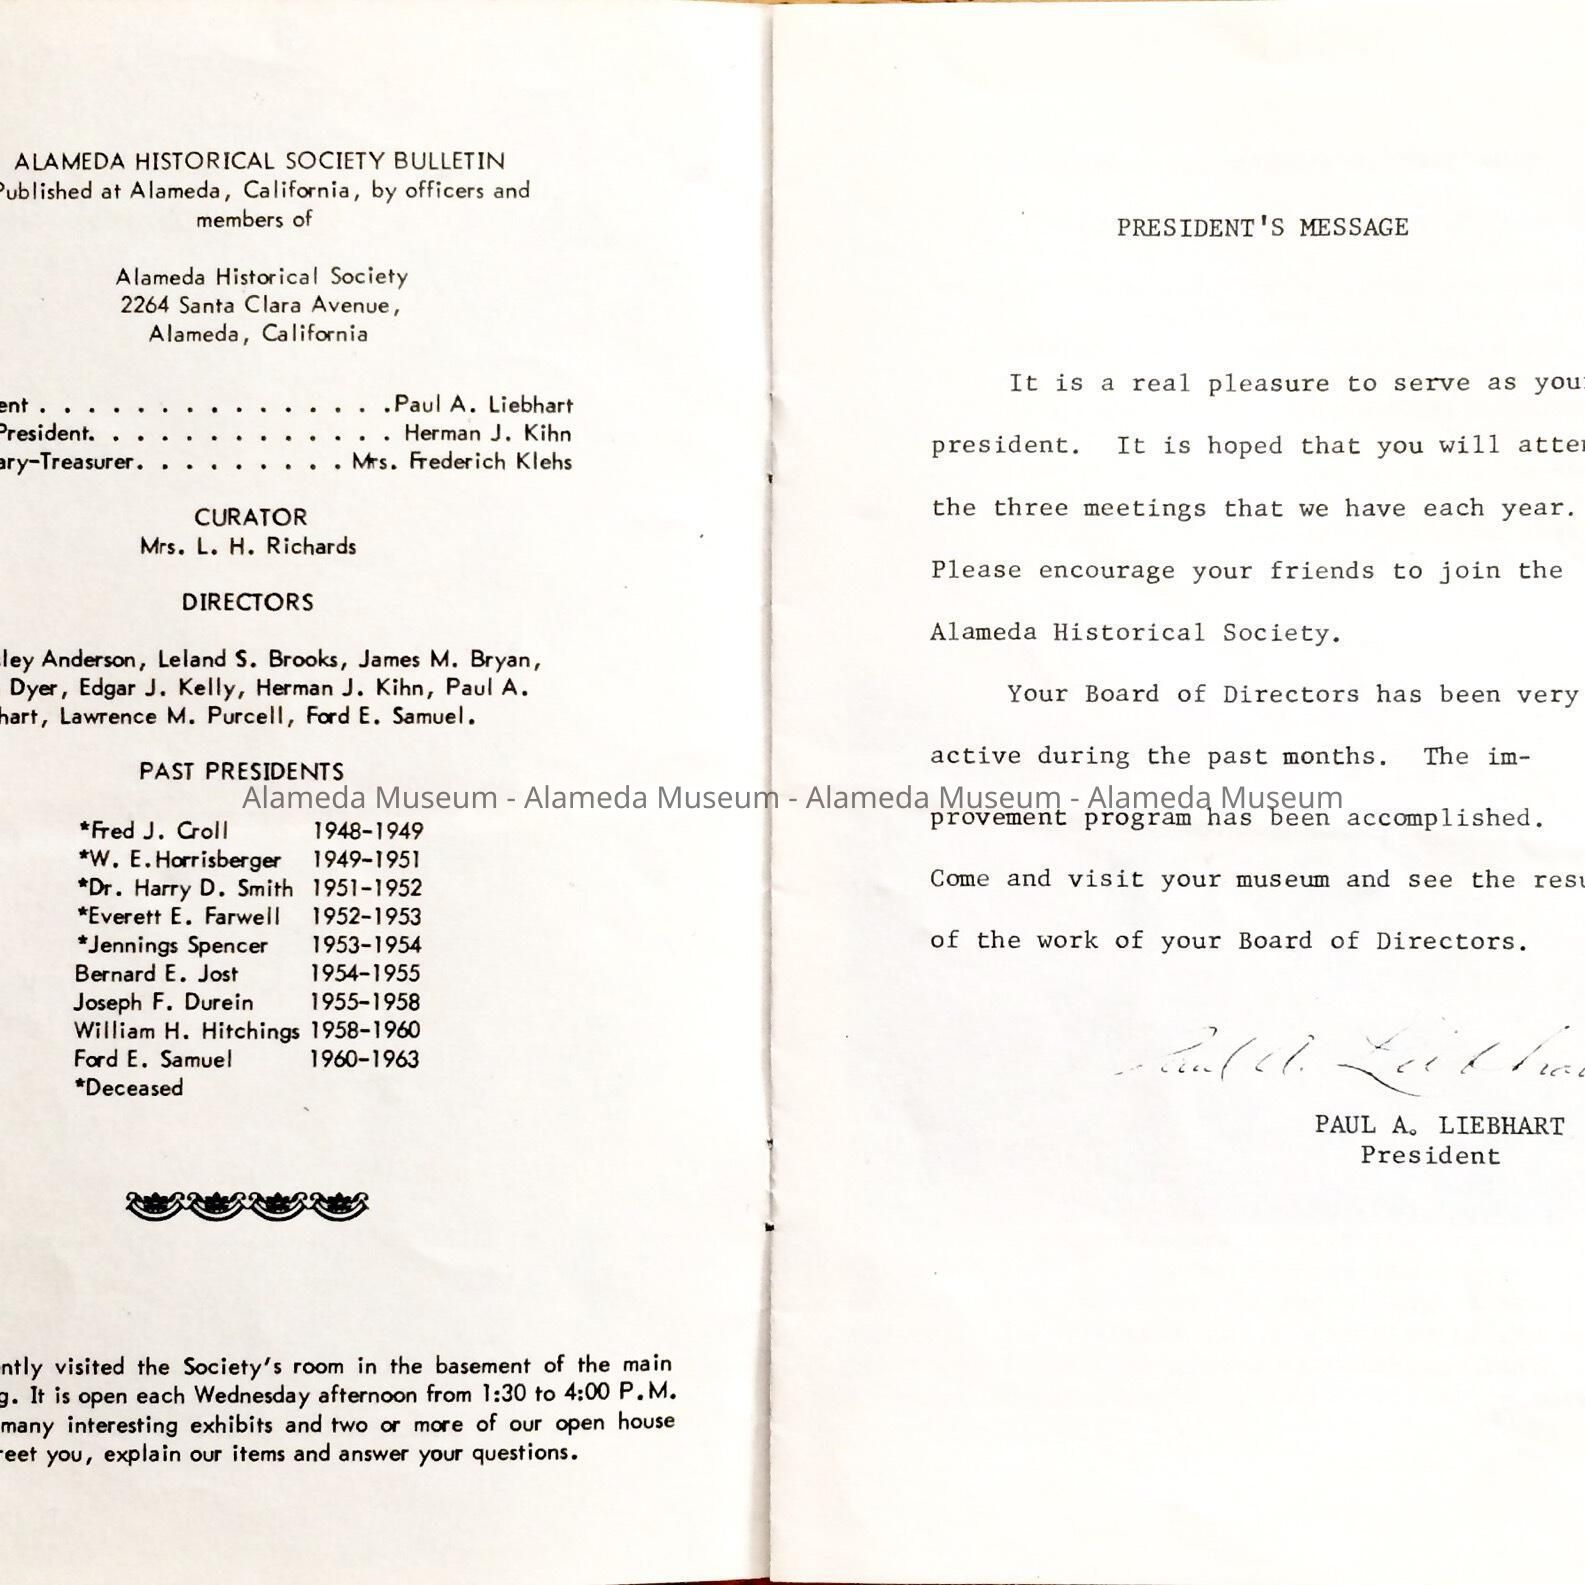 ALAMEDA HISTORICAL SOCIETY BULLETIN
Published at Alameda, California, by officers and
members of
Alameda Historical Society
2264 Santa Clara Avenue,
Alameda, California
ent . . . . . . . . . . . . . . . .Paul A. Liebhart
President. . . . . . . . . . . . . . Herman J. Kihn
ary-Treasurer. . . . . . . . . . Mrs. Frederich Klehs
CURATOR
Mrs. L. H. Richards
DIRECTORS
ley Anderson, Leland S. Brooks, James M. Bryan,
Dyer, Edgar J. Kelly, Herman J. Kihn, Paul A.
hart, Lawrence M. Purcell, Ford E. Samuel.
PAST PRESIDENTS
*Fred J. Croll 1948-1949
*W. E. Horrisberger 1949-1951
*Dr. Harry D. Smith 1951-1952
*Everett E. Farwell 1952-1953
*Jennings Spencer 1953-1954
Bernard E. Jost 1954-1955
Joseph F. Durein 1955-1958
William H. Hitchings 1958-1960
Ford E. Samuel 1960-1963
*Deceased
ntly visited the Society's room in the basement of the main
g. It is open each Wednesday afternoon from 1:30 to 4:00 P.M.
many interesting exhibits and two or more of our open house
reet you, explain our items and answer your questions.
PRESIDENT'S MESSAGE
It is a real pleasure to serve as your
president. It is hoped that you will atten
the three meetings that we have each year.
Please encourage your friends to join the
Alameda Historical Society.
Your Board of Directors has been very
active during the past months. The im-
provement program has been accomplished.
Come and visit your museum and see the resu
of the work of your Board of Directors.
Paul A. Liebhar
PAUL A. LIEBHART
President
Alameda Museum - Alameda Museum - Alameda Museum - Alameda Museum